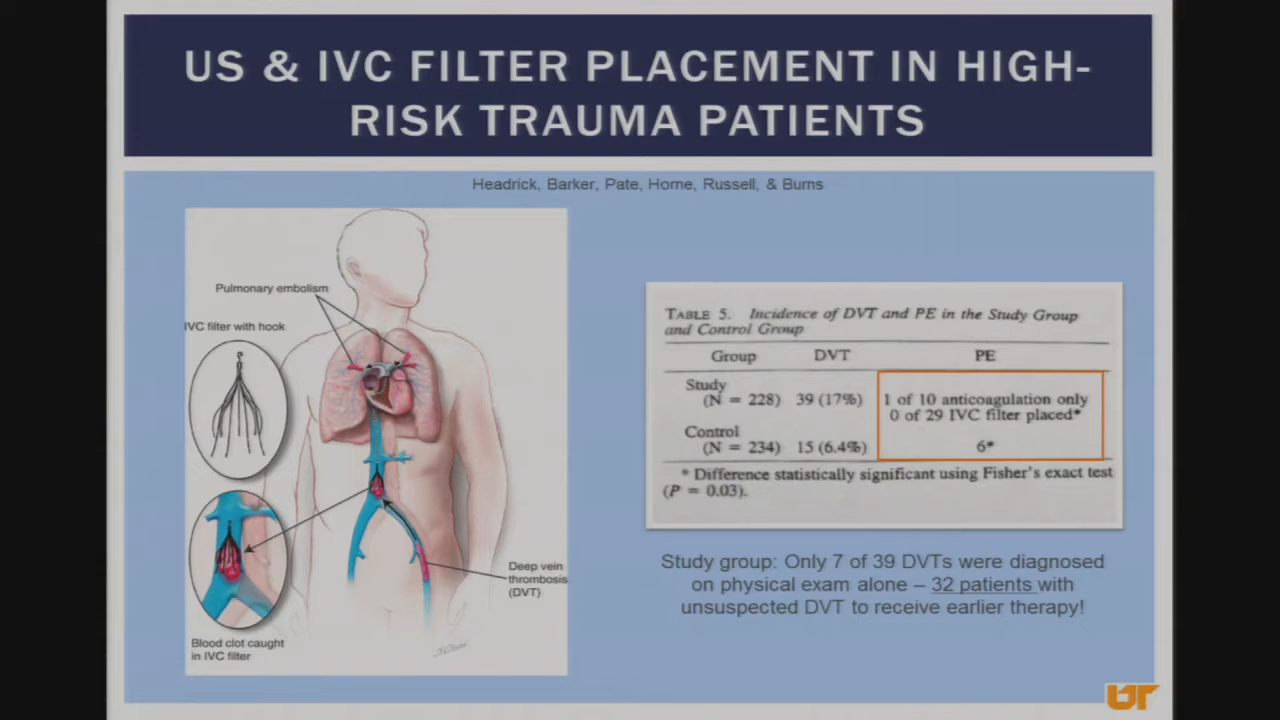 US & IVC FILTER PLACEMENT IN HIGH-
RISK TRAUMA PATIENTS
Headrick, Barker, Pate, Horne, Russell, & Burns
Pulmonary embolism
IVC filter with hook
Deep vein
thrombosis
(DVT)
Blood clot caught
in IVC filter
TABLE 5. Incidence of DVT and PE in the Study Group
and Control Group
Group DVT PE
Study
(N = 228) 39 (17%) 1 of 10 anticoagulation only
0 of 29 IVC filter placed*
Control
(N = 234) 15 (6.4%) 6*
* Difference statistically significant using Fisher's exact test
(P = 0.03).
Study group: Only 7 of 39 DVTs were diagnosed
on physical exam alone – 32 patients with
unsuspected DVT to receive earlier therapy!
UT